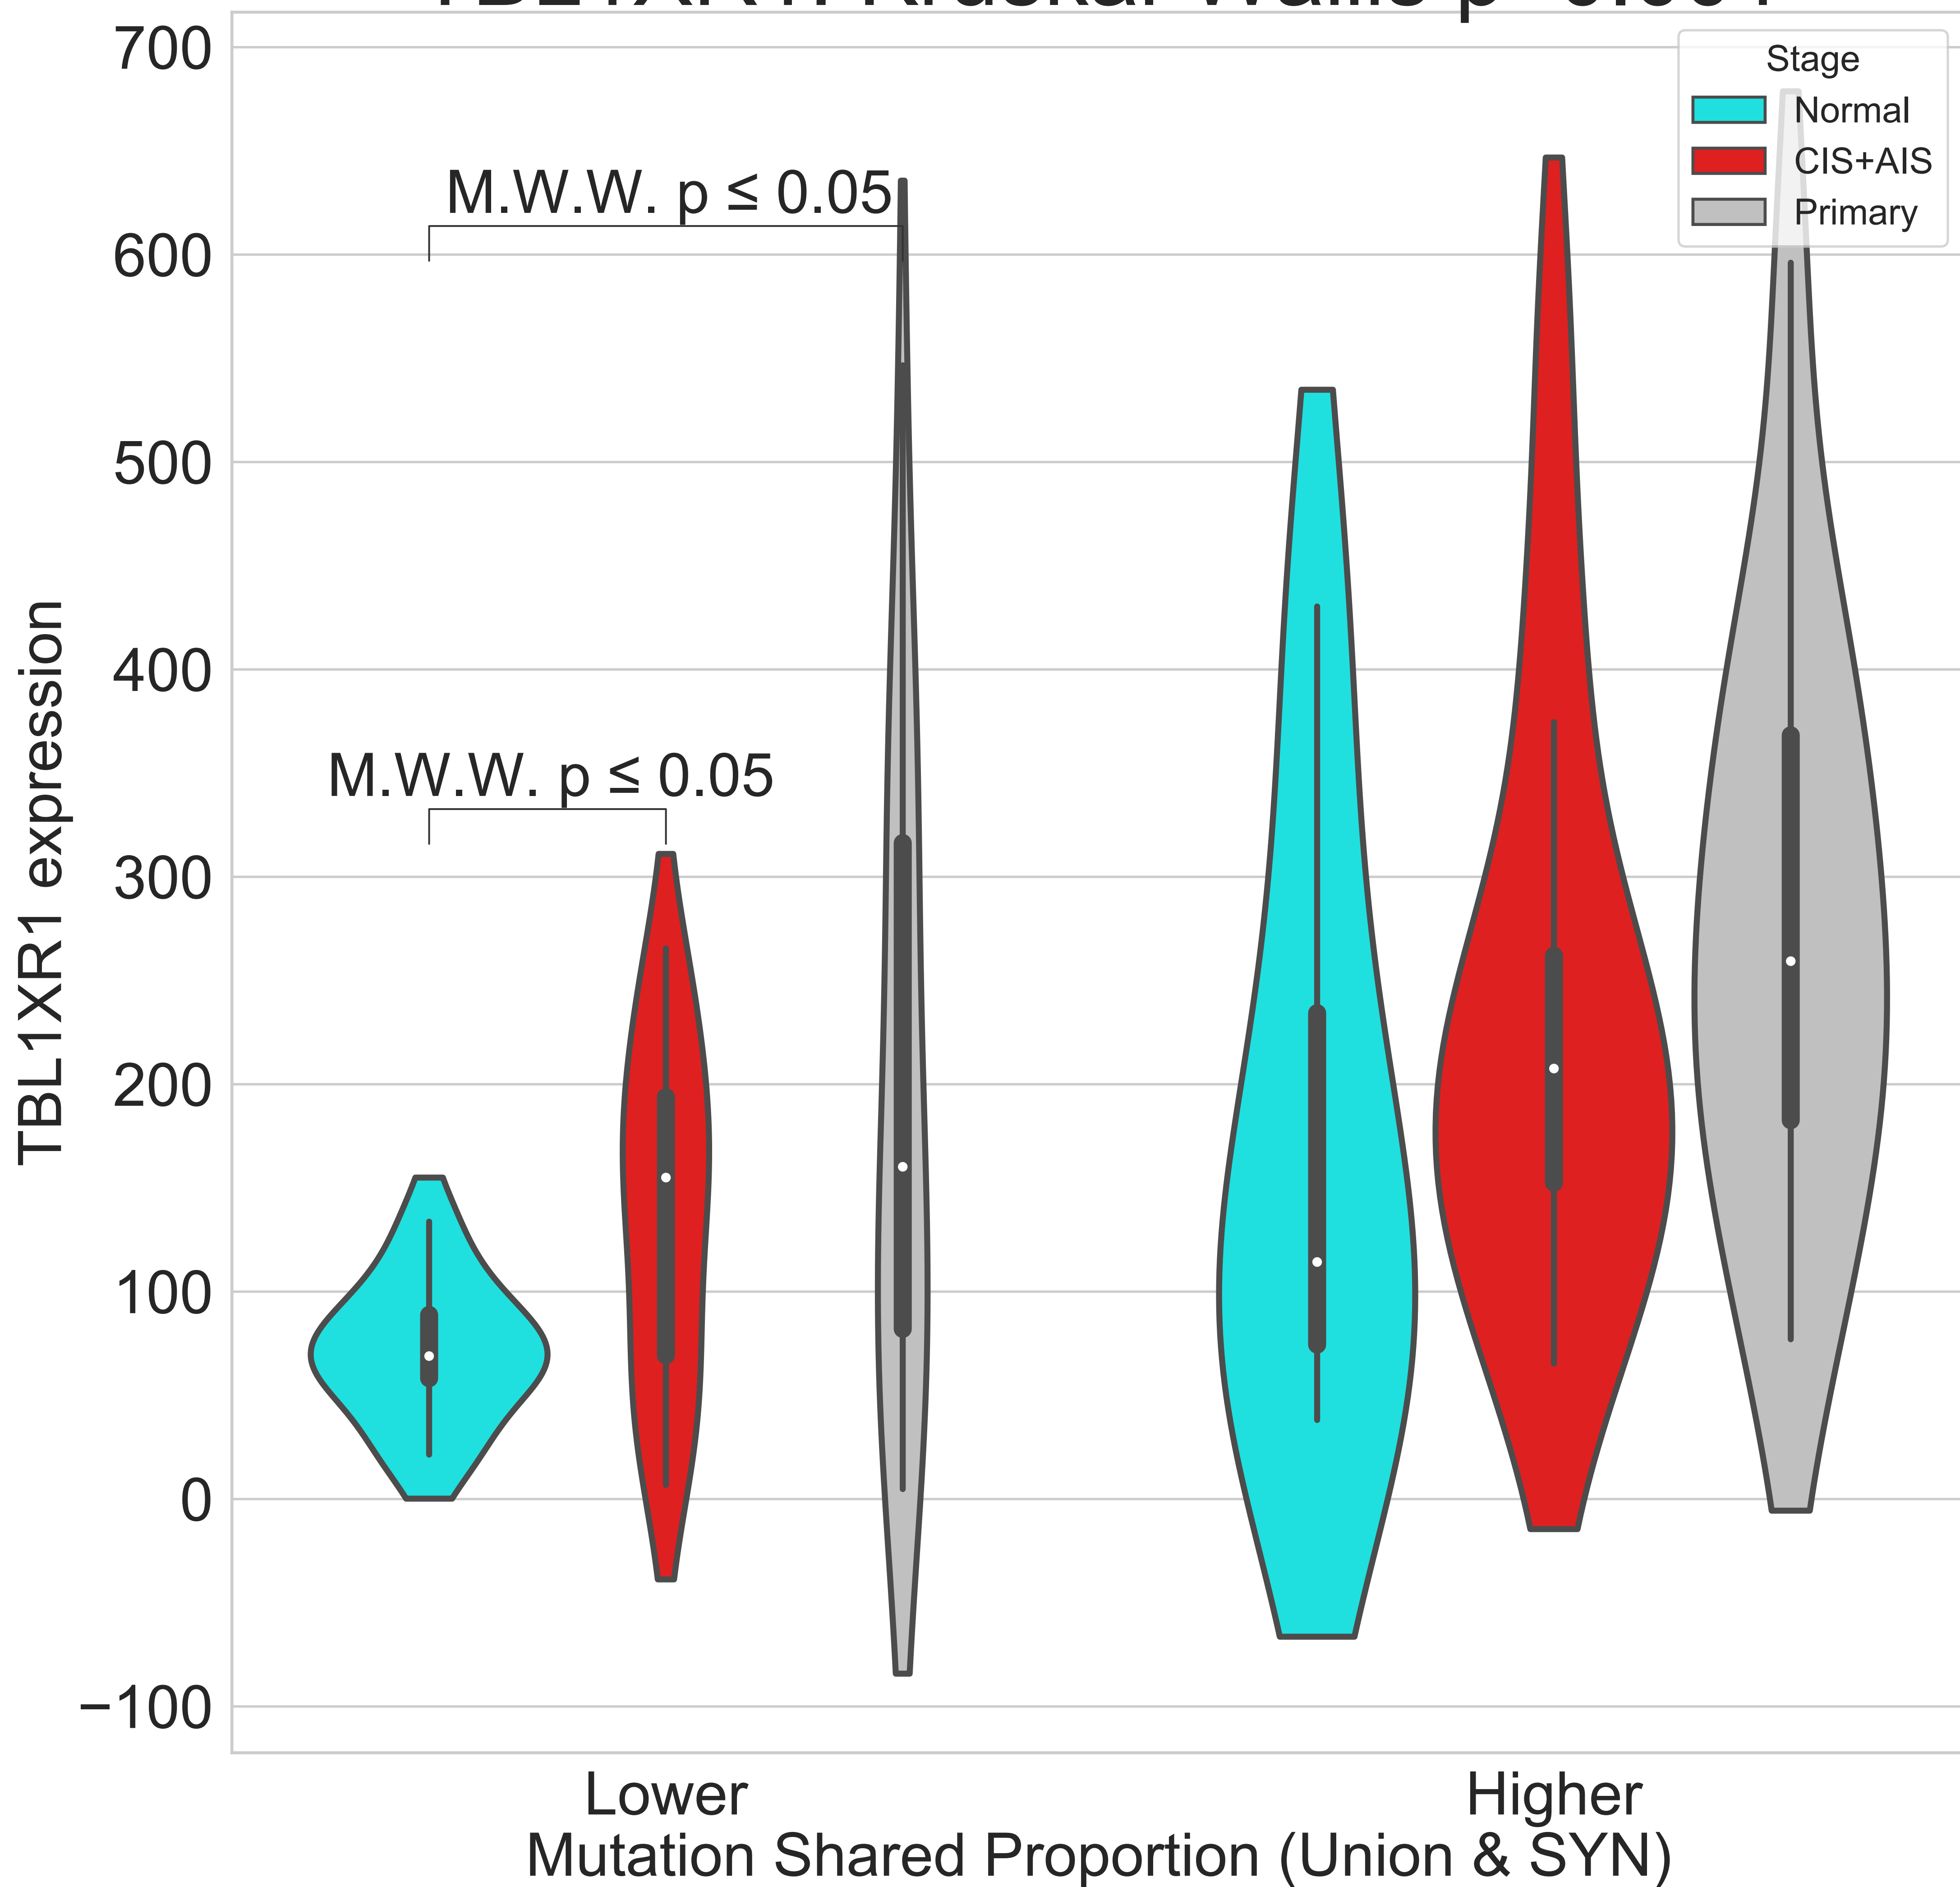 700
600
500
400
300
200
100
0
−100
TBL1XR1 expression
M.W.W. p ≤ 0.05
M.W.W. p ≤ 0.05
Stage
Normal
CIS+AIS
Primary
Lower
Higher
Mutation Shared Proportion (Union & SYN)